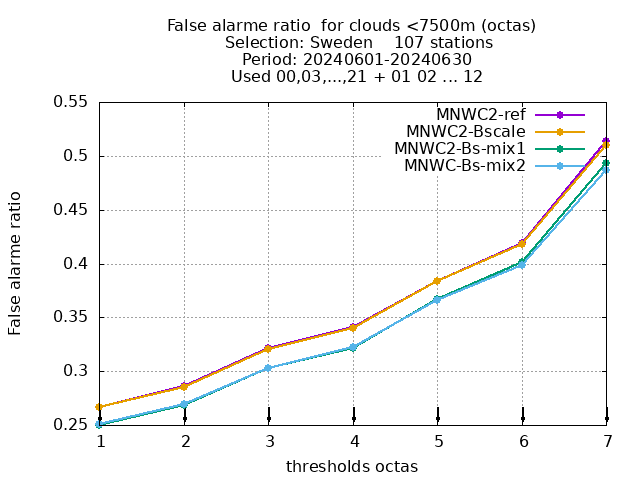 False alarme ratio  for clouds <7500m (octas)
Selection: Sweden    107 stations
Period: 20240601-20240630
Used 00,03,...,21 + 01 02 ... 12
MNWC2-ref
MNWC2-Bscale
MNWC2-Bs-mix1
MNWC-Bs-mix2
False alarme ratio
0.55
0.5
0.45
0.4
0.35
0.3
0.25
1 2 3 4 5 6 7
thresholds octas